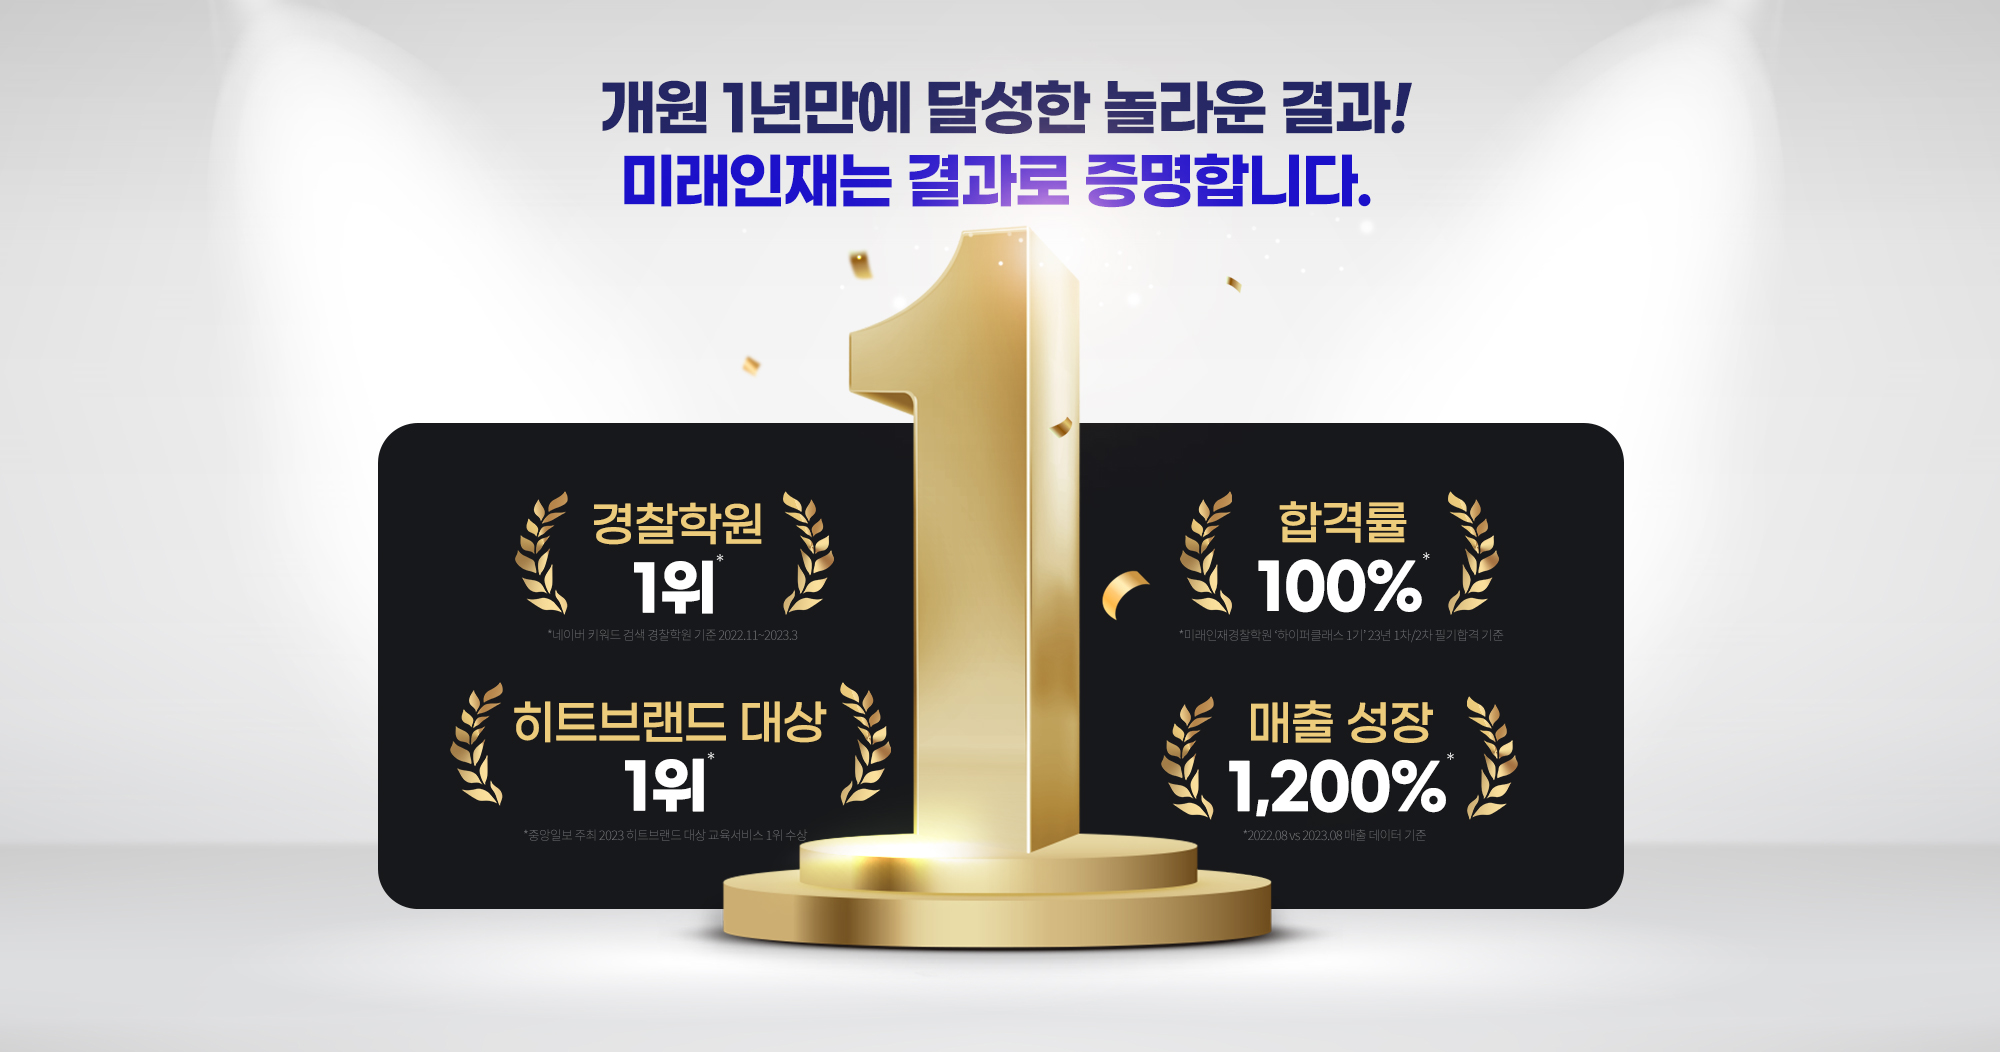 개원 1년만에 달성한 놀라운 결과!
미래인재는 결과로 증명합니다.
경찰학원
1위*
*네이버 키워드 검색 경찰학원 기준 2022.11~2023.3
히트브랜드 대상
1위*
*중앙일보 주최 2023 히트브랜드 대상 교육서비스 1위 수상
합격률
100%*
*미래인재경찰학원 "하이퍼클래스 1기" 23년 1차/2차 필기합격 기준
매출 성장
1,200%*
*2022.08 vs 2023.08 매출 데이터 기준